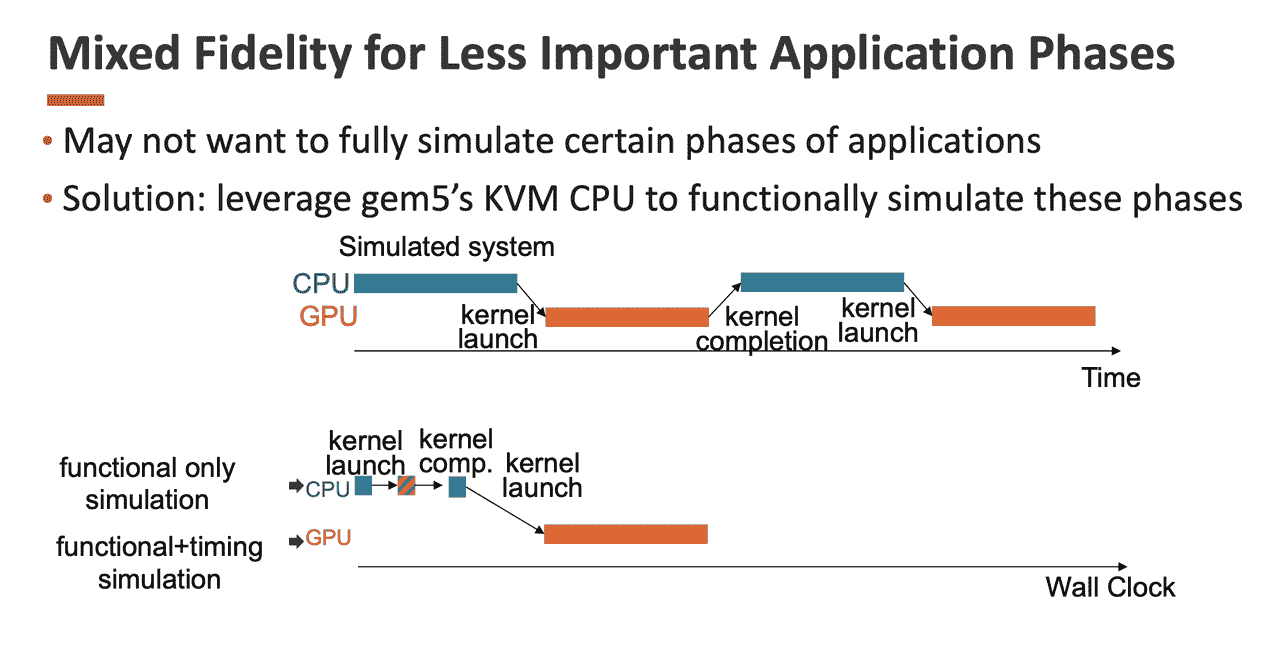 Mixed Fidelity for Less Important Application Phases
• May not want to fully simulate certain phases of applications
• Solution: leverage gem5’s KVM CPU to functionally simulate these phases
Simulated system
CPU
GPU
kernel
launch
kernel
completion
kernel
launch
Time
functional only
simulation
kernel
launch
kernel
comp.
kernel
launch
CPU
functional+timing
simulation
GPU
Wall Clock